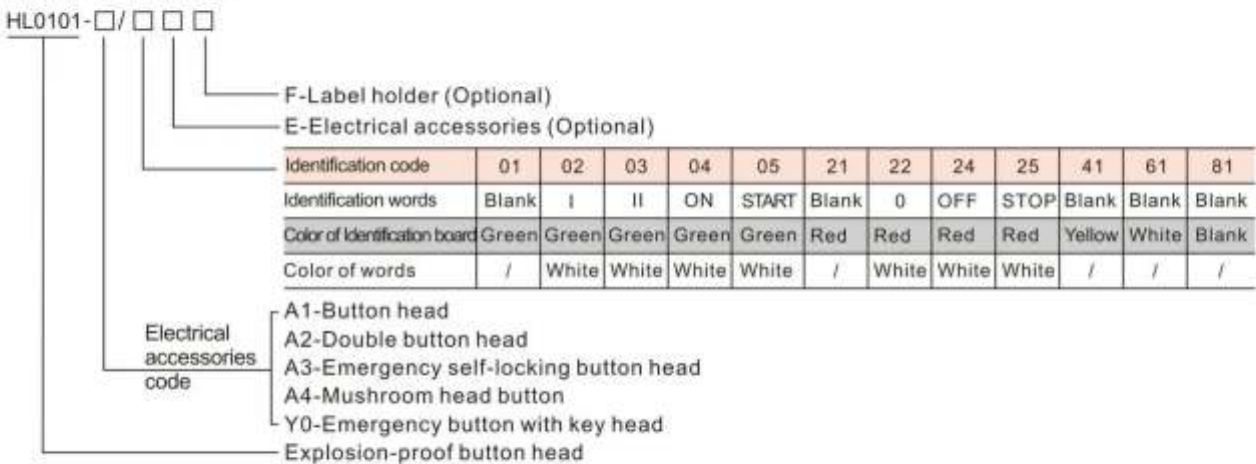 HL0101-□/□ □ □
F-Label holder (Optional)
E-Electrical accessories (Optional)
Identification code 01 02 03 04 05 21 22 24 25 41 61 81
Identification words Blank I II ON START Blank 0 OFF STOP Blank Blank Blank
Color of Identification board Green Green Green Green Green Red Red Red Red Yellow White Blank
Color of words / White White White White / White White White / / /
Electrical accessories code
A1-Button head
A2-Double button head
A3-Emergency self-locking button head
A4-Mushroom head button
Y0-Emergency button with key head
Explosion-proof button head